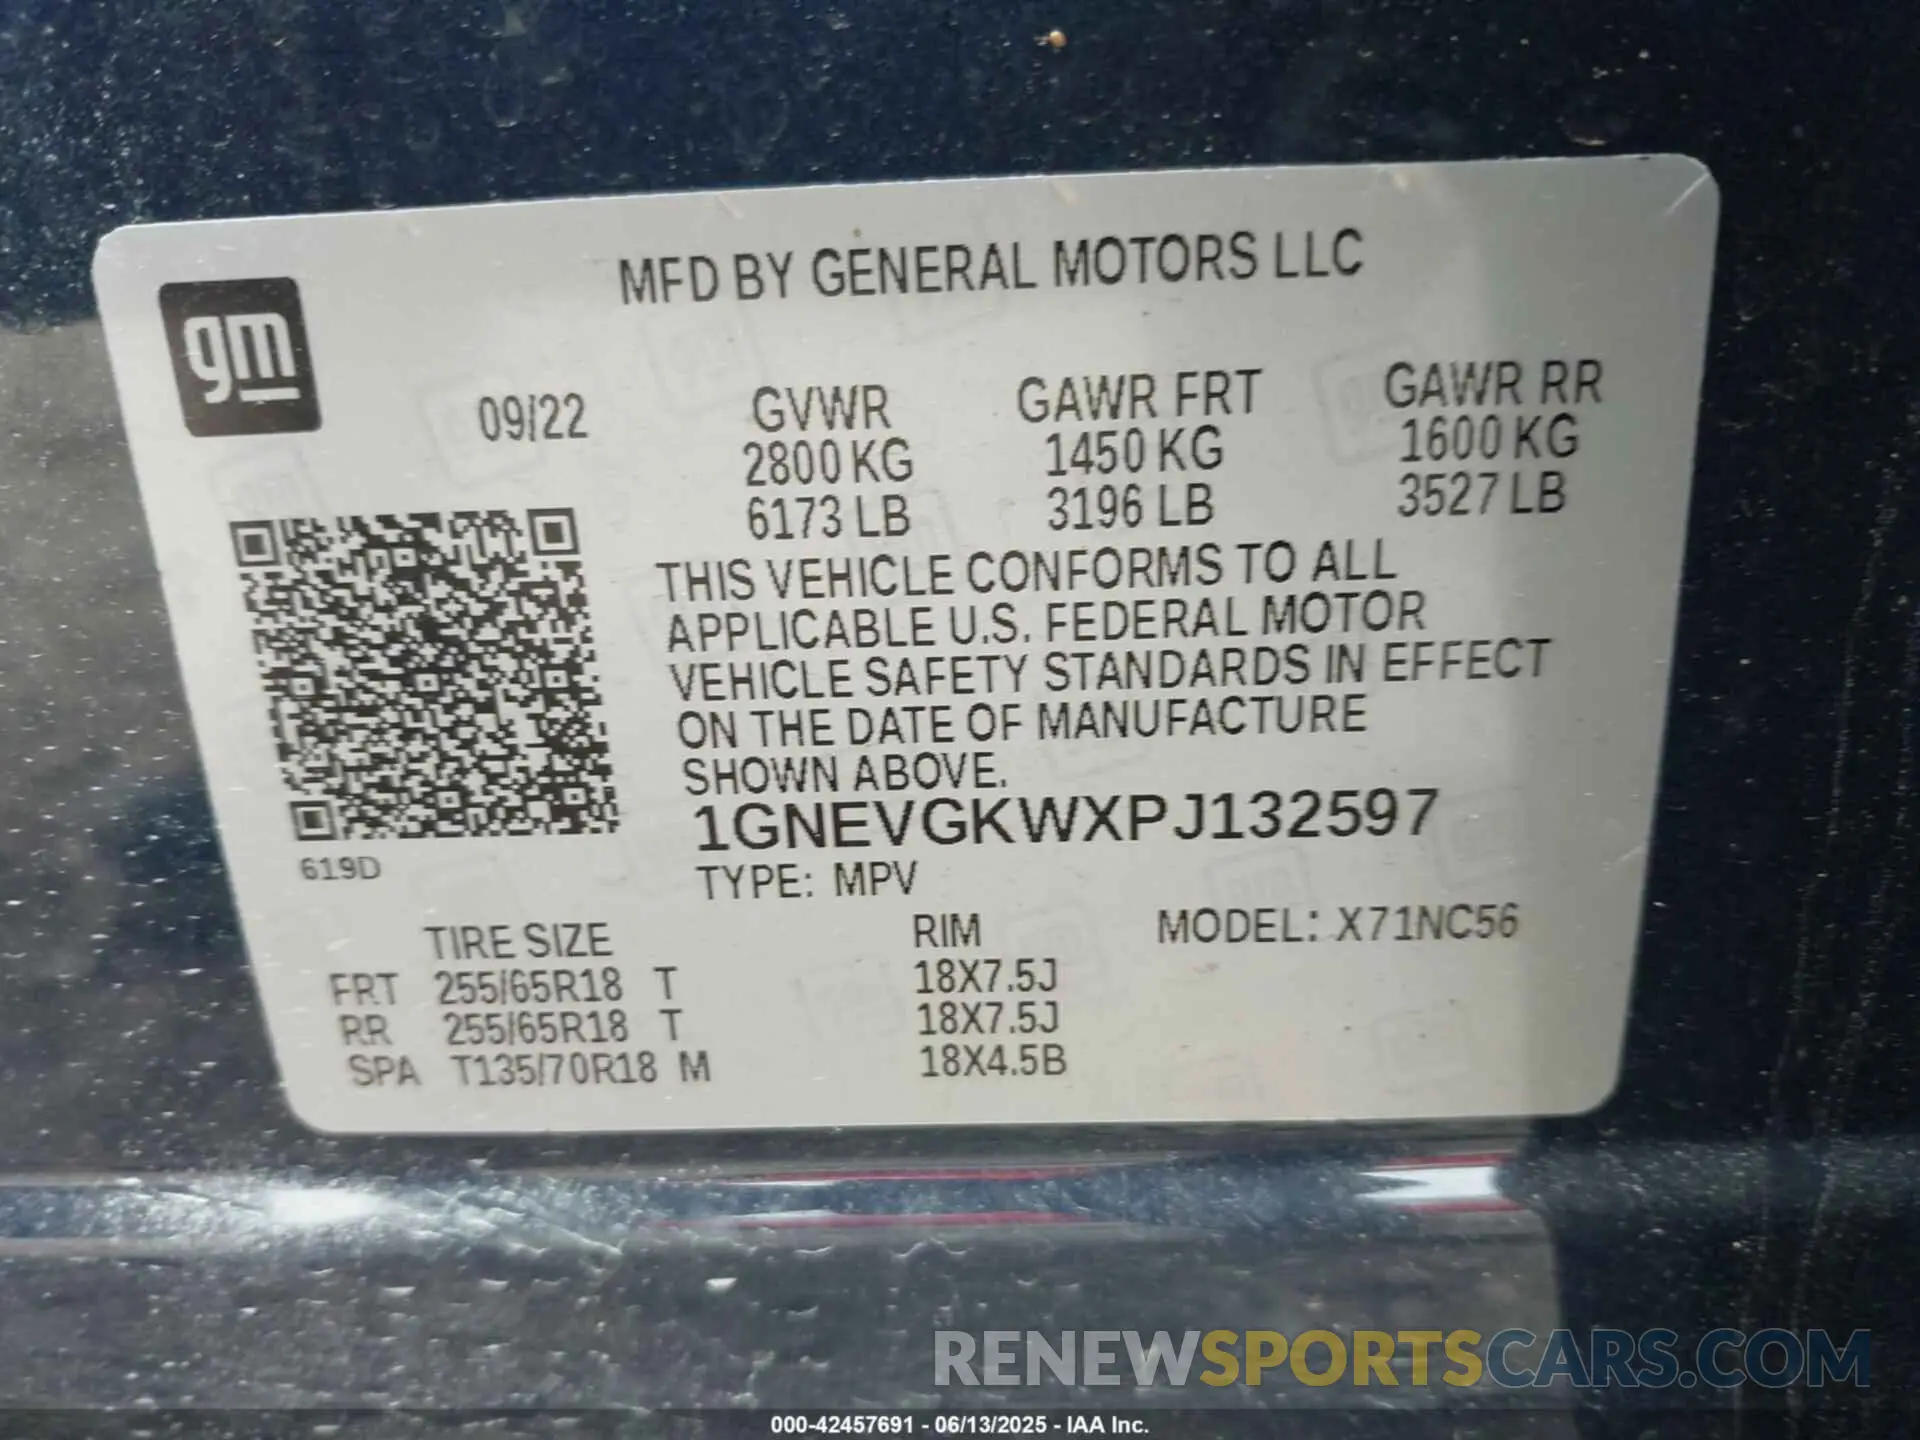 MFD BY GENERAL MOTORS LLC
gm
09/22 GVWR GAWR FRT GAWR RR
2800 KG 1450 KG 1600 KG
6173 LB 3196 LB 3527 LB
THIS VEHICLE CONFORMS TO ALL
APPLICABLE U.S. FEDERAL MOTOR
VEHICLE SAFETY STANDARDS IN EFFECT
ON THE DATE OF MANUFACTURE
SHOWN ABOVE.
1GNEVGKWXPJ132597
619D
TYPE: MPV
TIRE SIZE RIM MODEL: X71NC56
FRT 255/65R18 T 18X7.5J
RR 255/65R18 T 18X7.5J
SPA T135/70R18 M 18X4.5B
RENEWSPORTSCARS.COM
000-42457691 - 06/13/2025 - IAA Inc.